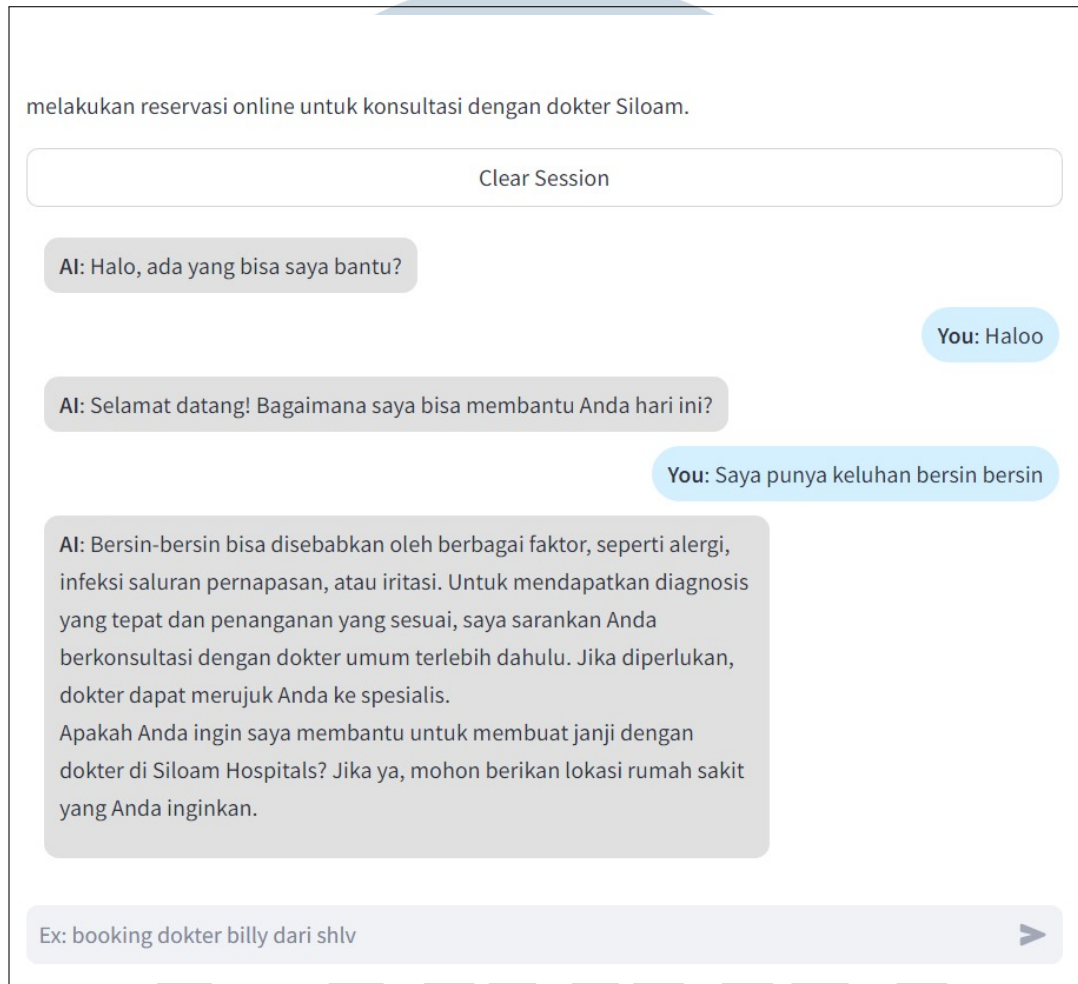 melakukan reservasi online untuk konsultasi dengan dokter Siloam.
Clear Session
AI: Halo, ada yang bisa saya bantu?
You: Haloo
AI: Selamat datang! Bagaimana saya bisa membantu Anda hari ini?
You: Saya punya keluhan bersin bersin
AI: Bersin-bersin bisa disebabkan oleh berbagai faktor, seperti alergi,
infeksi saluran pernapasan, atau iritasi. Untuk mendapatkan diagnosis
yang tepat dan penanganan yang sesuai, saya sarankan Anda
berkonsultasi dengan dokter umum terlebih dahulu. Jika diperlukan,
dokter dapat merujuk Anda ke spesialis.
Apakah Anda ingin saya membantu untuk membuat janji dengan
dokter di Siloam Hospitals? Jika ya, mohon berikan lokasi rumah sakit
yang Anda inginkan.
Ex: booking dokter billy dari shlv